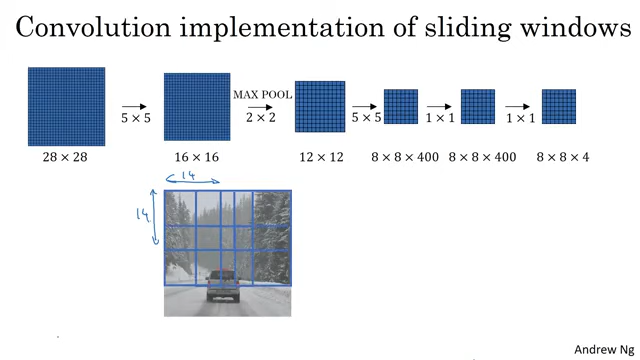 Convolution implementation of sliding windows
MAX POOL
5 × 5
2 × 2
5 × 5
1 × 1
1 × 1
28 × 28
16 × 16
12 × 12
8 × 8 × 400
8 × 8 × 400
8 × 8 × 4
14
14
Andrew Ng